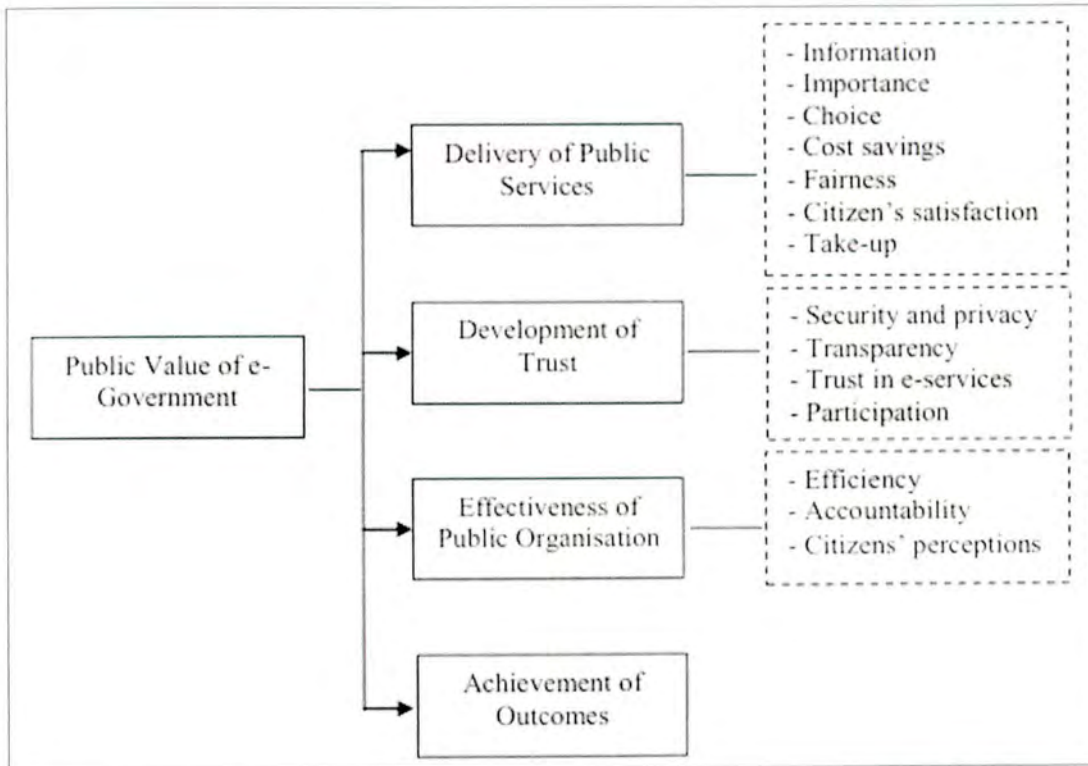 Public Value of e-
Government
Delivery of Public
Services
- Information
- Importance
- Choice
- Cost savings
- Fairness
- Citizen's satisfaction
- Take-up
Development of
Trust
- Security and privacy
- Transparency
- Trust in e-services
- Participation
Effectiveness of
Public Organisation
- Efficiency
- Accountability
- Citizens' perceptions
Achievement of
Outcomes